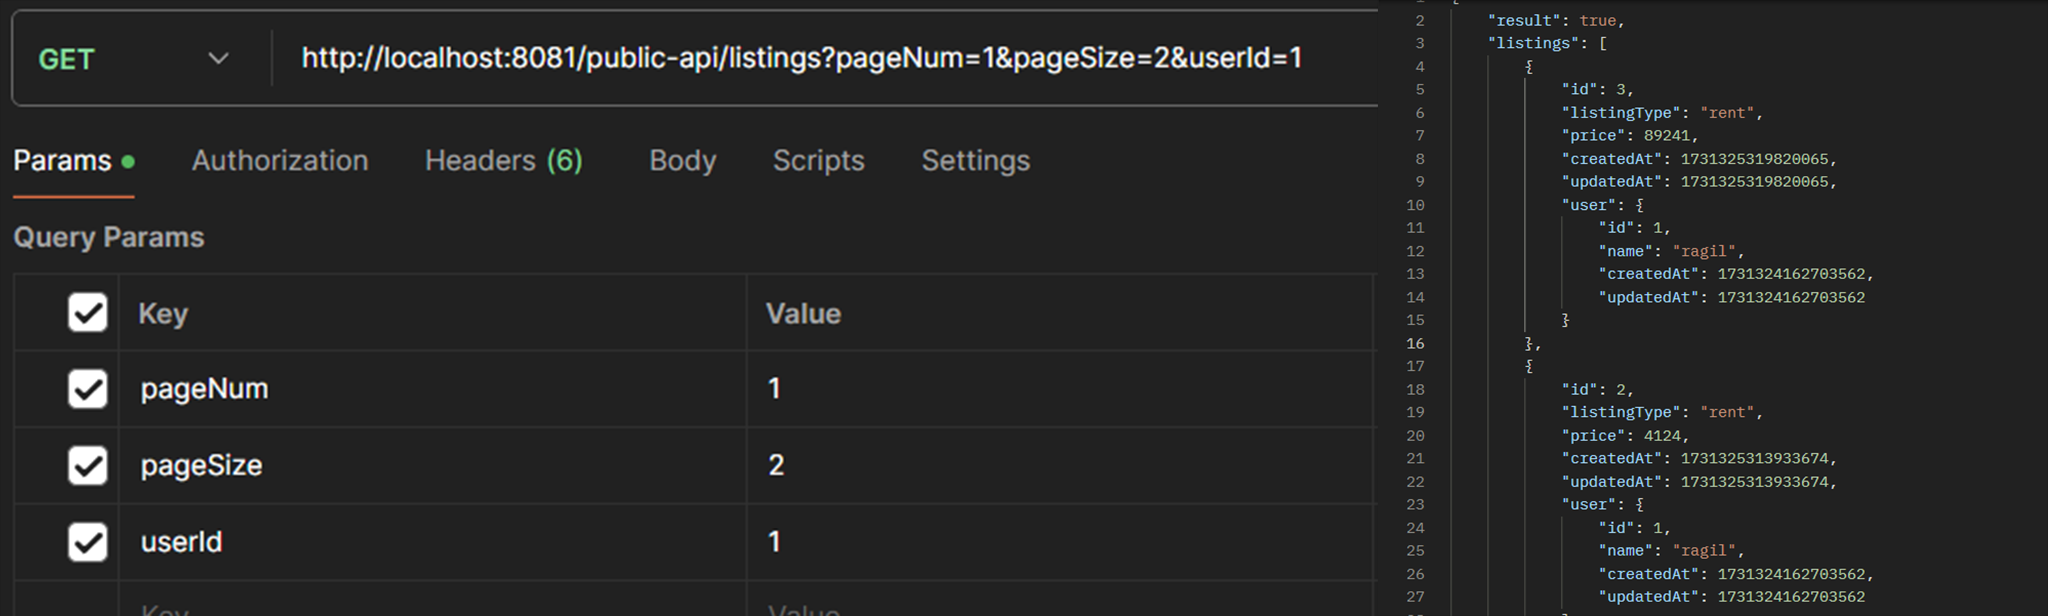 GET http://localhost:8081/public-api/listings?pageNum=1&pageSize=2&userId=1
Params Authorization Headers (6) Body Scripts Settings
Query Params
Key Value
pageNum 1
pageSize 2
userId 1
Key Value
2 "result": true,
3 "listings": [
4 {
5 "id": 3,
6 "listingType": "rent",
7 "price": 89241,
8 "createdAt": 1731325319820065,
9 "updatedAt": 1731325319820065,
10 "user": {
11 "id": 1,
12 "name": "ragil",
13 "createdAt": 1731324162703562,
14 "updatedAt": 1731324162703562
15 }
16 },
17 {
18 "id": 2,
19 "listingType": "rent",
20 "price": 4124,
21 "createdAt": 1731325313933674,
22 "updatedAt": 1731325313933674,
23 "user": {
24 "id": 1,
25 "name": "ragil",
26 "createdAt": 1731324162703562,
27 "updatedAt": 1731324162703562